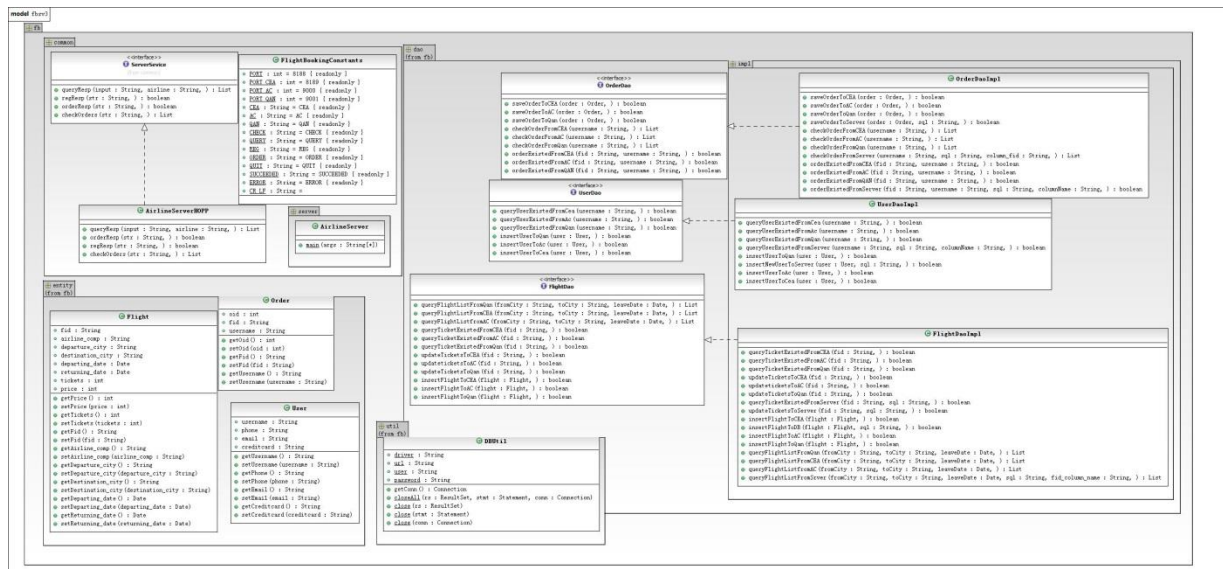 model fbrv3
fb
common
<<interface>>
ServerSevice
queryResp (input : String, airline : String, ) : List
regResp (str : String, ) : boolean
orderResp (str : String, ) : boolean
checkOrders (str : String, ) : List
AirlineServerHOPP
queryResp (input : String, airline : String, ) : List
orderResp (str : String, ) : boolean
regResp (str : String, ) : boolean
checkOrders (str : String, ) : List
FlightBookingConstants
PORT : int = 8188 { readonly }
PORT_CEA : int = 8189 { readonly }
PORT_AC : int = 9000 { readonly }
PORT_QAN : int = 9001 { readonly }
CEA : String = CEA { readonly }
AC : String = AC { readonly }
QAN : String = QAN { readonly }
CHECK : String = CHECK { readonly }
QUERY : String = QUERY { readonly }
REG : String = REG { readonly }
ORDER : String = ORDER { readonly }
QUIT : String = QUIT { readonly }
SUCCEEDED : String = SUCCEEDED { readonly }
ERROR : String = ERROR { readonly }
CR_LF : String =
server
AirlineServer
main (args : String[*])
entity
(from fb)
Flight
fid : String
airline_comp : String
departure_city : String
destination_city : String
departing_date : Date
returning_date : Date
tickets : int
price : int
getPrice () : int
setPrice (price : int)
getTickets () : int
setTickets (tickets : int)
getFid () : String
setFid (fid : String)
getAirline_comp () : String
setAirline_comp (airline_comp : String)
getDeparture_city () : String
setDeparture_city (departure_city : String)
getDestination_city () : String
setDestination_city (destination_city : String)
getDeparting_date () : Date
setDeparting_date (departing_date : Date)
getReturning_date () : Date
setReturning_date (returning_date : Date)
Order
oid : int
fid : String
username : String
getOid () : int
setOid (oid : int)
getFid () : String
setFid (fid : String)
getUsername () : String
setUsername (username : String)
User
username : String
phone : String
email : String
creditcard : String
getUsername () : String
setUsername (username : String)
getPhone () : String
setPhone (phone : String)
getEmail () : String
setEmail (email : String)
getCreditcard () : String
setCreditcard (creditcard : String)
dao
(from fb)
<<interface>>
OrderDao
saveOrderToCEA (order : Order, ) : boolean
saveOrderToAC (order : Order, ) : boolean
saveOrderToQan (order : Order, ) : boolean
checkOrderFromCEA (username : String, ) : List
checkOrderFromAC (username : String, ) : List
checkOrderFromQan (username : String, ) : List
orderExistedFromCEA (fid : String, username : String, ) : boolean
orderExistedFromAC (fid : String, username : String, ) : boolean
orderExistedFromQAN (fid : String, username : String, ) : boolean
<<interface>>
UserDao
queryUserExistedFromCea (username : String, ) : boolean
queryUserExistedFromAc (username : String, ) : boolean
queryUserExistedFromQan (username : String, ) : boolean
insertUserToQan (user : User, ) : boolean
insertUserToAc (user : User, ) : boolean
insertUserToCea (user : User, ) : boolean
<<interface>>
FlightDao
queryFlightListFromQan (fromCity : String, toCity : String, leaveDate : Date, ) : List
queryFlightListFromCEA (fromCity : String, toCity : String, leaveDate : Date, ) : List
queryFlightListfromAC (fromCity : String, toCity : String, leaveDate : Date, ) : List
queryTicketExistedFromCEA (fid : String, ) : boolean
queryTicketExistedFromAC (fid : String, ) : boolean
queryTicketExistedFromQan (fid : String, ) : boolean
updateTicketsToCEA (fid : String, ) : boolean
updateticketsToAC (fid : String, ) : boolean
updateticketsToQan (fid : String, ) : boolean
insertFlightToCEA (flight : Flight, ) : boolean
insertFlightToAC (flight : Flight, ) : boolean
insertFlightToQan (flight : Flight, ) : boolean
impl
OrderDaoImpl
saveOrderToCEA (order : Order, ) : boolean
saveOrderToAC (order : Order, ) : boolean
saveOrderToQan (order : Order, ) : boolean
saveOrderToServer (order : Order, sql : String, ) : boolean
checkOrderFromCEA (username : String, ) : List
checkOrderFromAC (username : String, ) : List
checkOrderFromQan (username : String, ) : List
checkOrderFromServer (username : String, sql : String, column_fid : String, ) : List
orderExistedFromCEA (fid : String, username : String, ) : boolean
orderExistedFromAC (fid : String, username : String, ) : boolean
orderExistedFromQAN (fid : String, username : String, ) : boolean
orderExistedFromServer (fid : String, username : String, sql : String, columnName : String, ) : boolean
UserDaoImpl
queryUserExistedFromCea (username : String, ) : boolean
queryUserExistedFromAc (username : String, ) : boolean
queryUserExistedFromQan (username : String, ) : boolean
queryUserExistedFromServer (username : String, sql : String, columnName : String, ) : boolean
insertUserToQan (user : User, ) : boolean
insertNewUserToServer (user : User, sql : String, ) : boolean
insertUserToAc (user : User, ) : boolean
insertUserToCea (user : User, ) : boolean
FlightDaoImpl
queryTicketExistedFromCEA (fid : String, ) : boolean
queryTicketExistedFromAC (fid : String, ) : boolean
queryTicketExistedFromQan (fid : String, ) : boolean
updateTicketsToCEA (fid : String, ) : boolean
updateticketsToAC (fid : String, ) : boolean
updateticketsToQan (fid : String, ) : boolean
queryTicketExistedFromServer (fid : String, sql : String, ) : boolean
updateTicketsToServer (fid : String, sql : String, ) : boolean
insertFlightToCEA (flight : Flight, ) : boolean
insertFlightToDB (flight : Flight, sql : String, ) : boolean
insertFlightToAC (flight : Flight, ) : boolean
insertFlightToQan (flight : Flight, ) : boolean
queryFlightListFromQan (fromCity : String, toCity : String, leaveDate : Date, ) : List
queryFlightListFromCEA (fromCity : String, toCity : String, leaveDate : Date, ) : List
queryFlightListfromAC (fromCity : String, toCity : String, leaveDate : Date, ) : List
queryFlightListFromServer (fromCity : String, toCity : String, leaveDate : Date, sql : String, fid_column_name : String, ) : List
util
(from fb)
DBUtil
driver : String
url : String
user : String
password : String
getConn () : Connection
closeAll (rs : ResultSet, stmt : Statement, conn : Connection)
close (rs : ResultSet)
close (stmt : Statement)
close (conn : Connection)